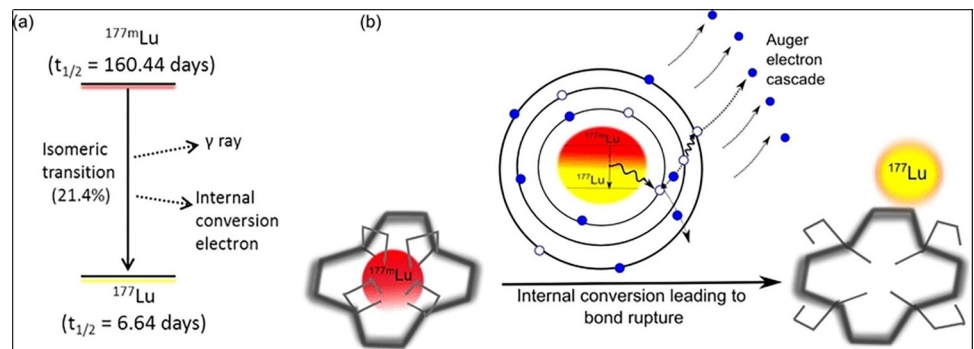 (a)
¹⁷⁷ᵐLu
(t₁/₂ = 160.44 days)
Isomeric
transition
(21.4%)
γ ray
Internal
conversion
electron
¹⁷⁷Lu
(t₁/₂ = 6.64 days)
(b)
Auger
electron
cascade
¹⁷⁷ᵐLu
¹⁷⁷Lu
¹⁷⁷ᵐLu
Internal conversion leading to
bond rupture
¹⁷⁷Lu